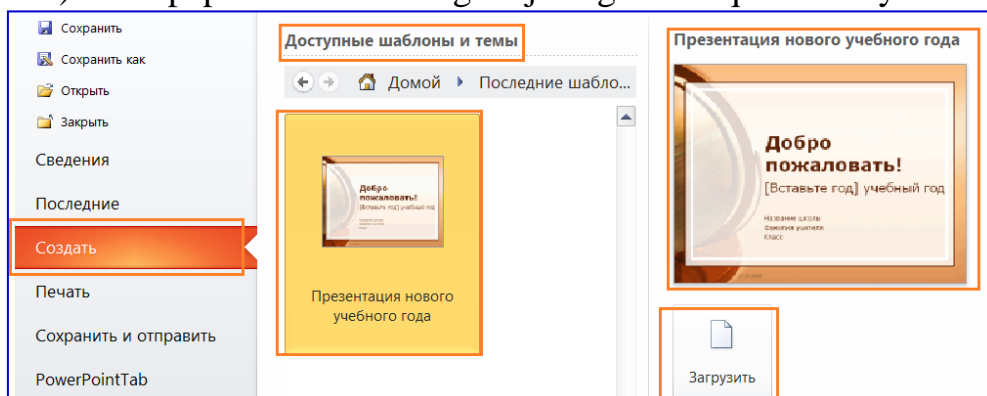 Сохранить
Сохранить как
Открыть
Закрыть
Сведения
Последние
Создать
Печать
Сохранить и отправить
PowerPointTab
Доступные шаблоны и темы
Домой
Последние шабло...
Добро
пожаловать!
[Вставьте год] учебный год
Презентация нового
учебного года
Презентация нового учебного года
Добро
пожаловать!
[Вставьте год] учебный год
Название школы
Фамилия учителя
Класс
Загрузить